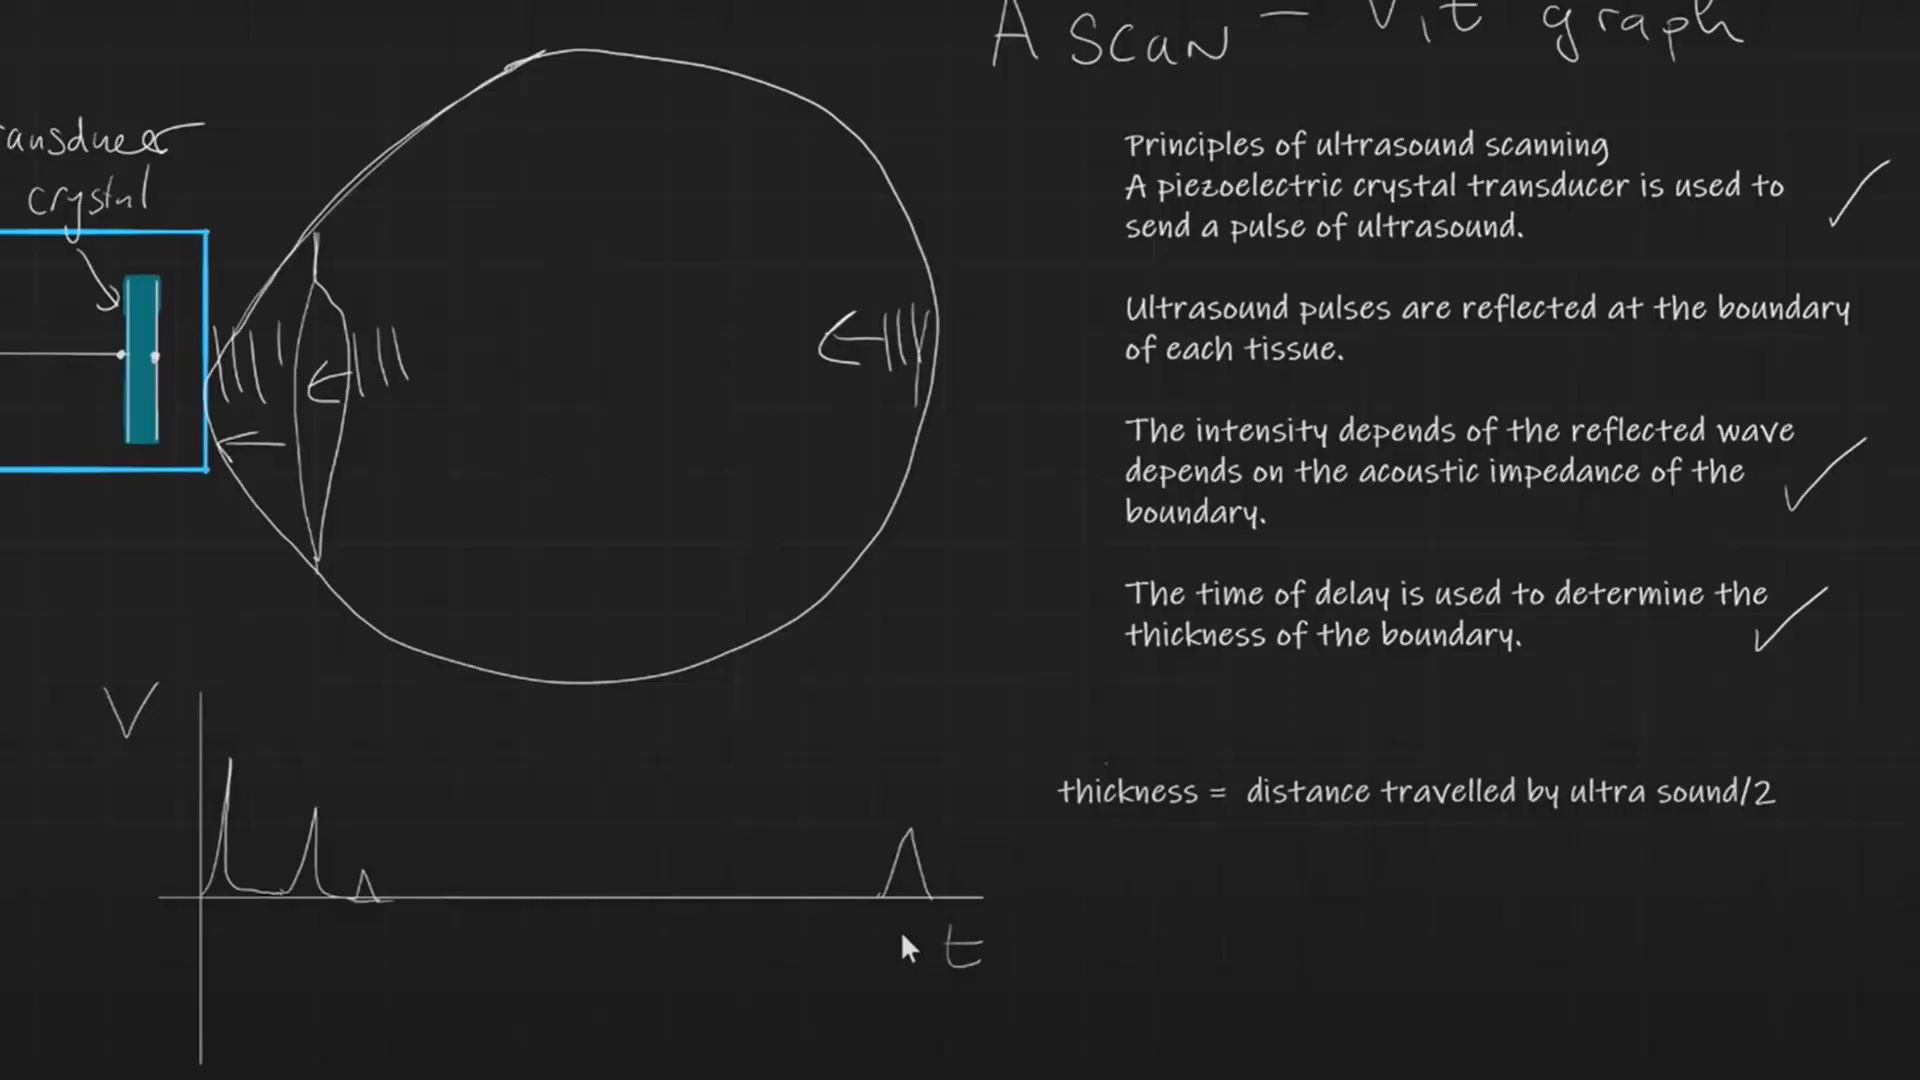 A scan - V, t graph
ransducer
crystal
Principles of ultrasound scanning
A piezoelectric crystal transducer is used to
send a pulse of ultrasound.
Ultrasound pulses are reflected at the boundary
of each tissue.
The intensity depends of the reflected wave
depends on the acoustic impedance of the
boundary.
The time of delay is used to determine the
thickness of the boundary.
V
thickness = distance travelled by ultra sound/2
t